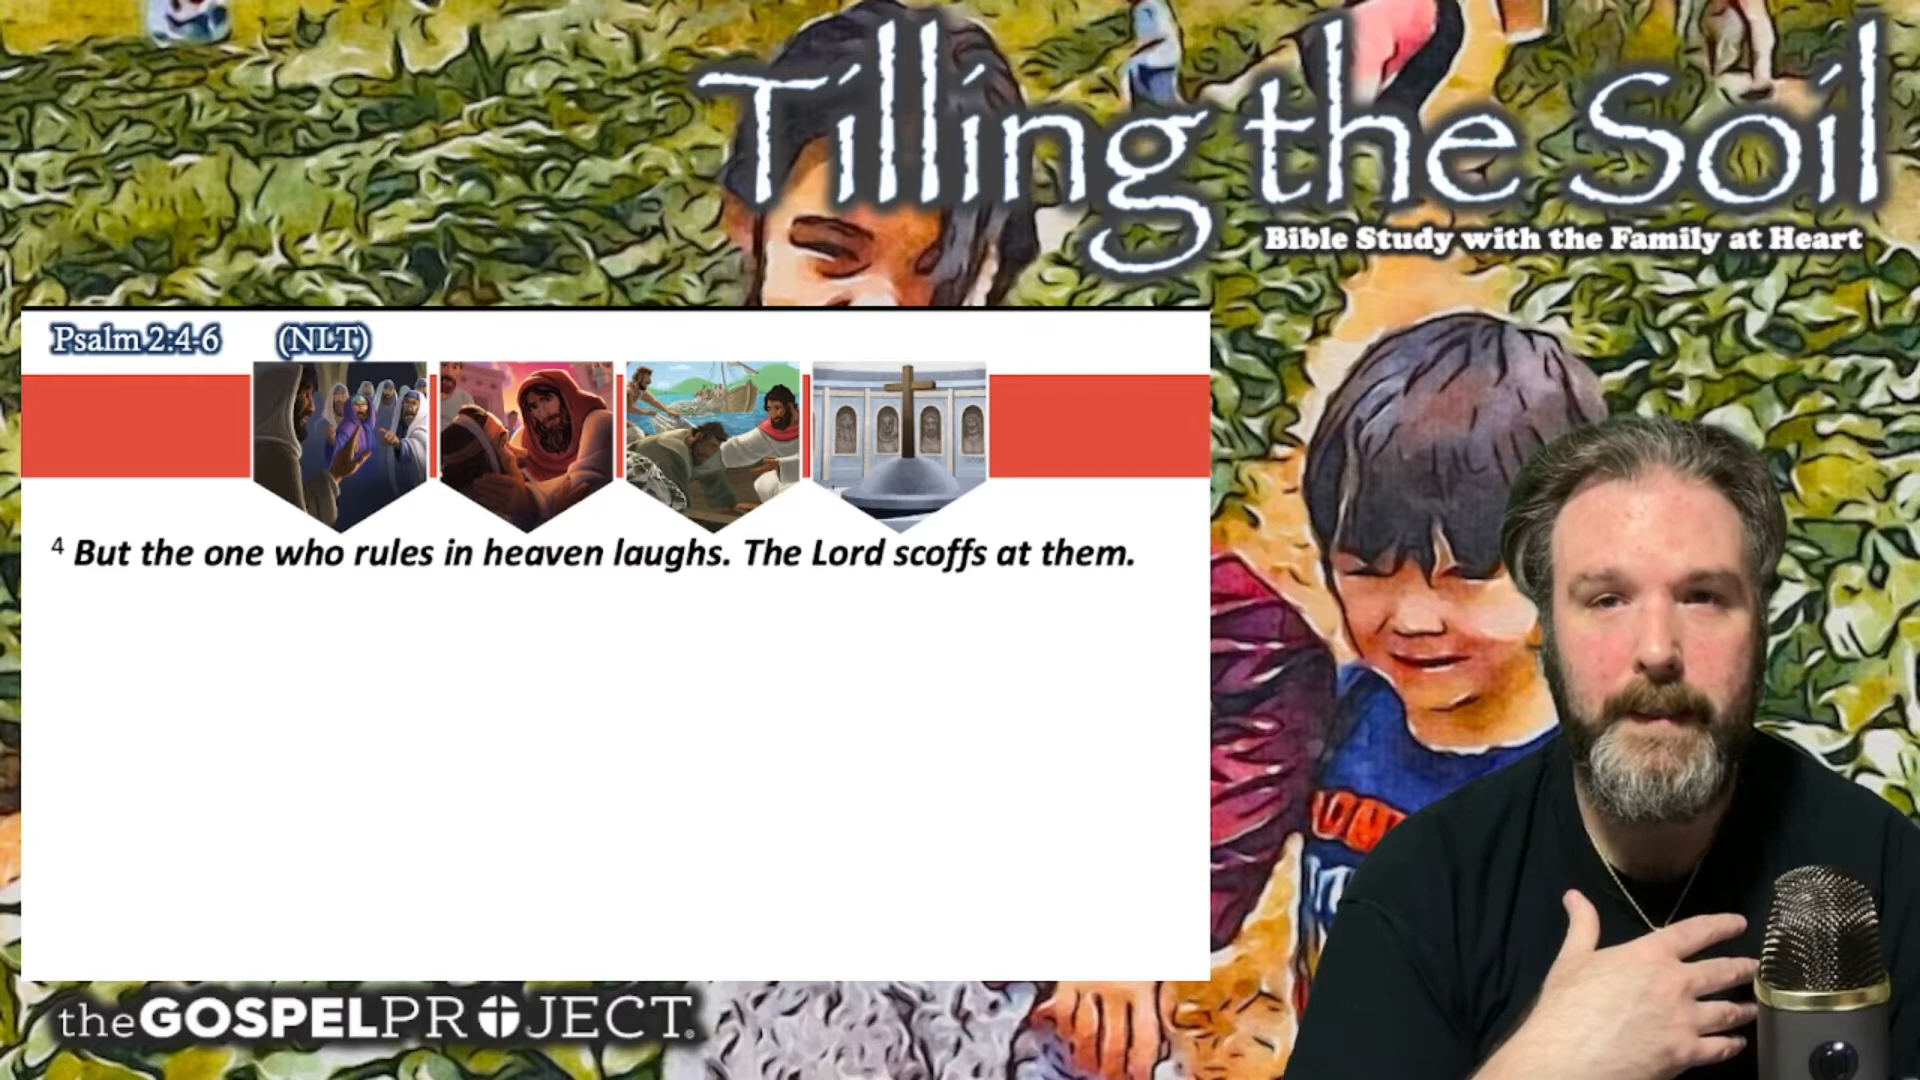 Tilling the Soil
Bible Study with the Family at Heart
Psalm 2:4-6 (NLT)
4 But the one who rules in heaven laughs. The Lord scoffs at them.
theGOSPELPROJECT.